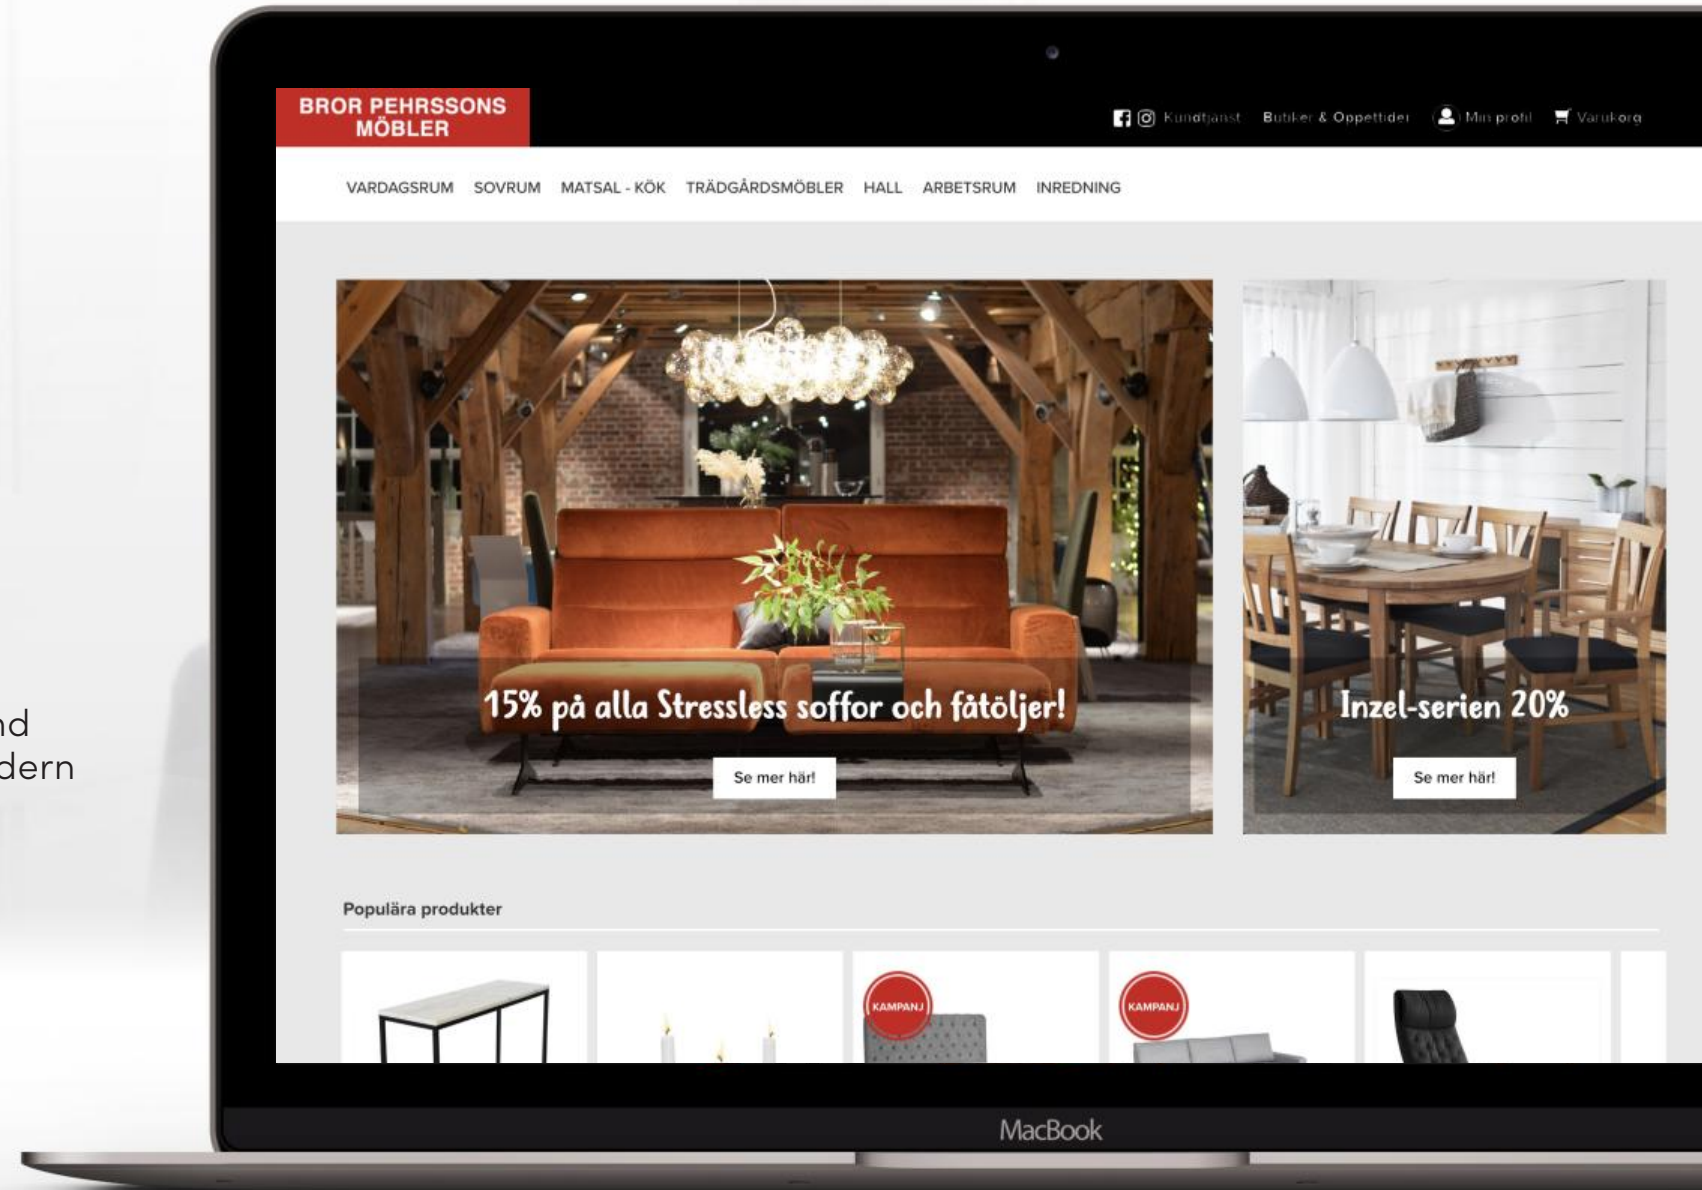 BROR PEHRSSONS
MÖBLER
Kundtjänst Butiker & Öppettider Min profil Varukorg
VARDAGSRUM SOVRUM MATSAL - KÖK TRÄDGÅRDSMÖBLER HALL ARBETSRUM INREDNING
15% på alla Stressless soffor och fåtöljer!
Se mer här!
Inzel-serien 20%
Se mer här!
nd
dern
Populära produkter
KAMPANJ
KAMPANJ
MacBook